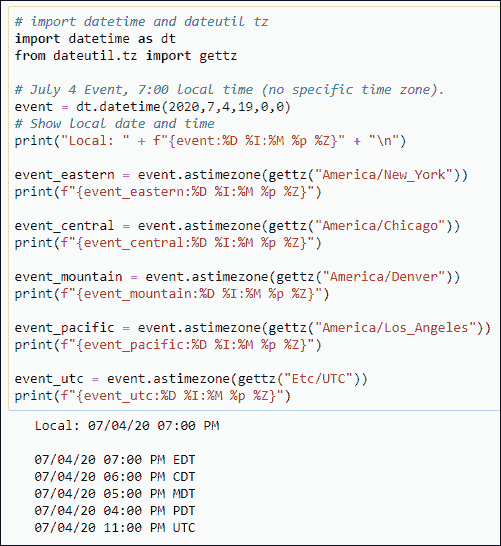 # import datetime and dateutil tz
import datetime as dt
from dateutil.tz import gettz
# July 4 Event, 7:00 local time (no specific time zone).
event = dt.datetime(2020,7,4,19,0,0)
# Show local date and time
print("Local: " + f"{event:%D %I:%M %p %Z}" + "\n")
event_eastern = event.astimezone(gettz("America/New_York"))
print(f"{event_eastern:%D %I:%M %p %Z}")
event_central = event.astimezone(gettz("America/Chicago"))
print(f"{event_central:%D %I:%M %p %Z}")
event_mountain = event.astimezone(gettz("America/Denver"))
print(f"{event_mountain:%D %I:%M %p %Z}")
event_pacific = event.astimezone(gettz("America/Los_Angeles"))
print(f"{event_pacific:%D %I:%M %p %Z}")
event_utc = event.astimezone(gettz("Etc/UTC"))
print(f"{event_utc:%D %I:%M %p %Z}")
Local: 07/04/20 07:00 PM
07/04/20 07:00 PM EDT
07/04/20 06:00 PM CDT
07/04/20 05:00 PM MDT
07/04/20 04:00 PM PDT
07/04/20 11:00 PM UTC